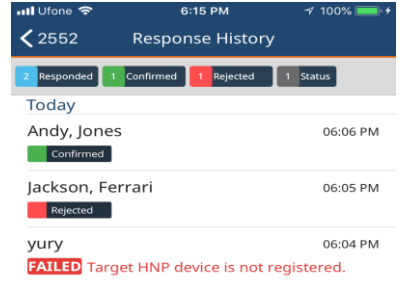 Ufone 6:15 PM 100%
2552 Response History
2 Responded 1 Confirmed 1 Rejected 1 Status
Today
Andy, Jones 06:06 PM
Confirmed
Jackson, Ferrari 06:05 PM
Rejected
yury 06:04 PM
FAILED Target HNP device is not registered.